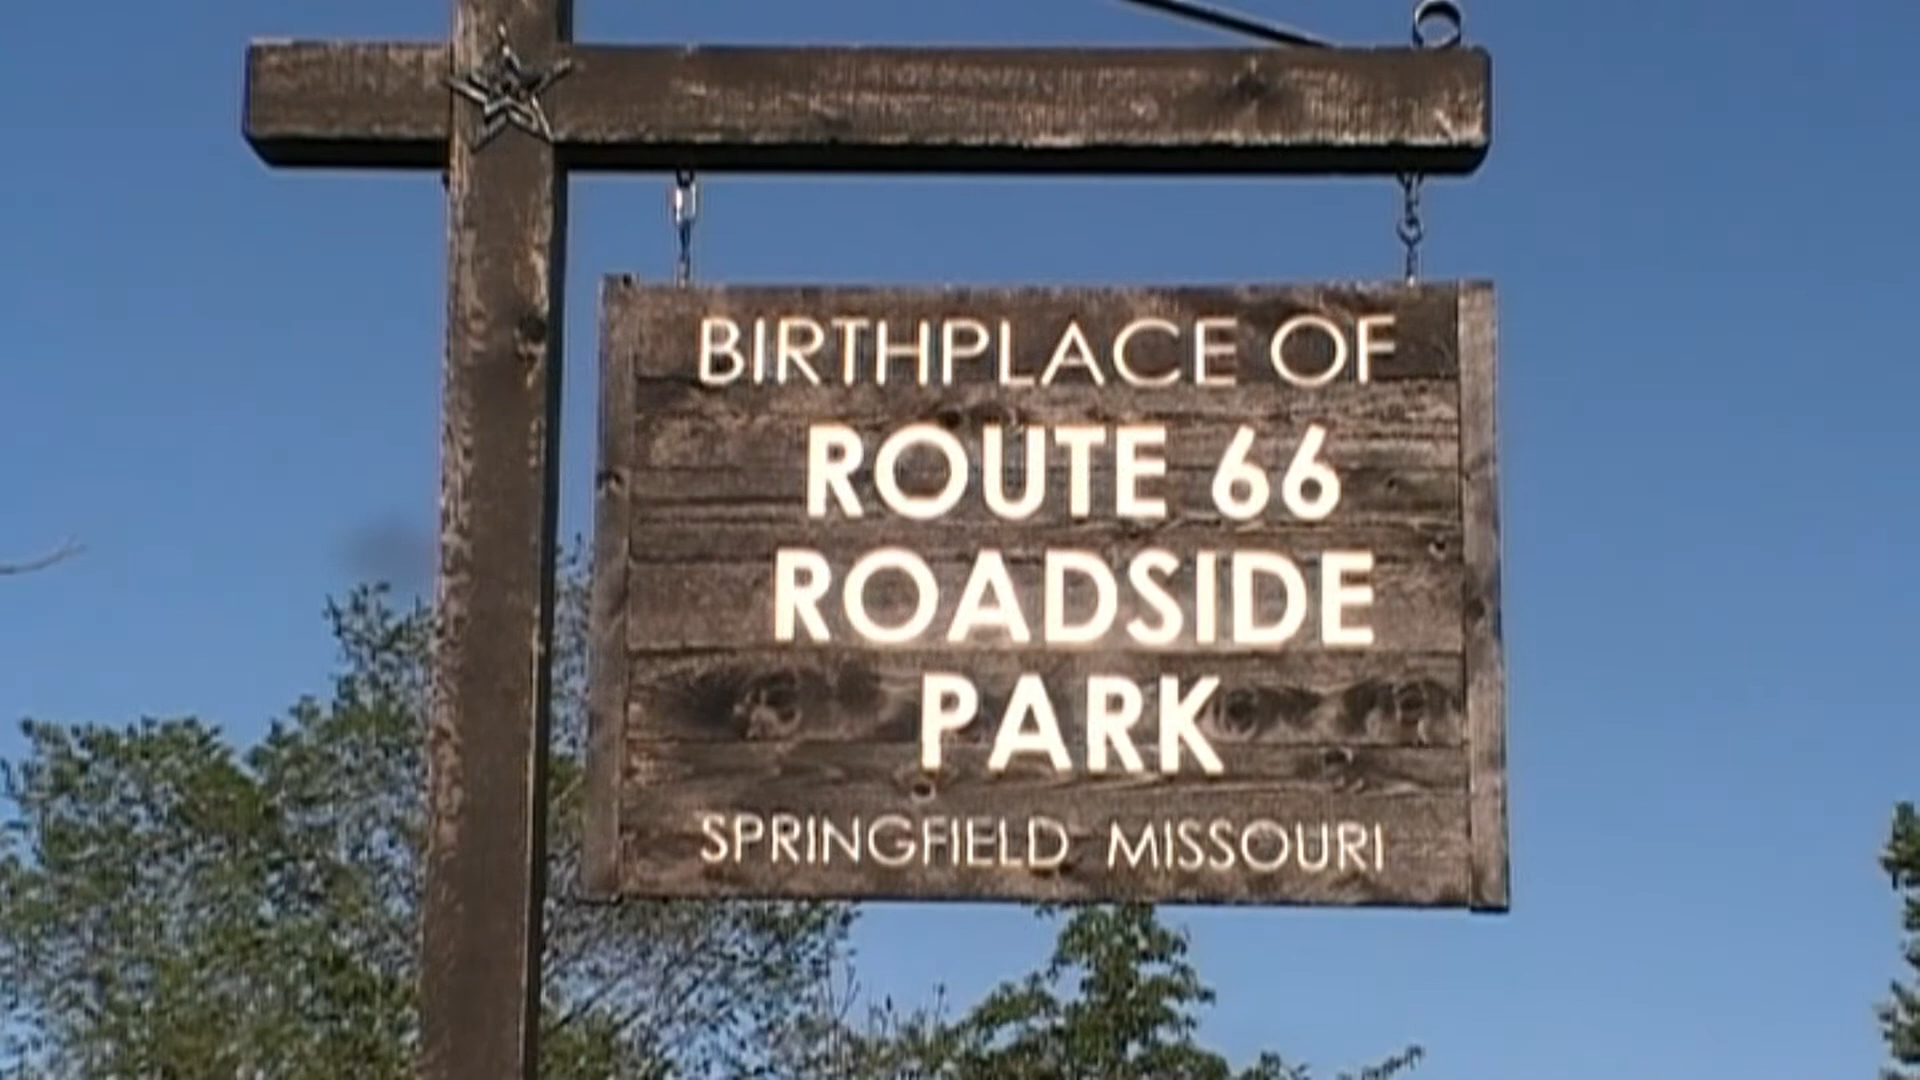 BIRTHPLACE OF
ROUTE 66
ROADSIDE
PARK
SPRINGFIELD MISSOURI